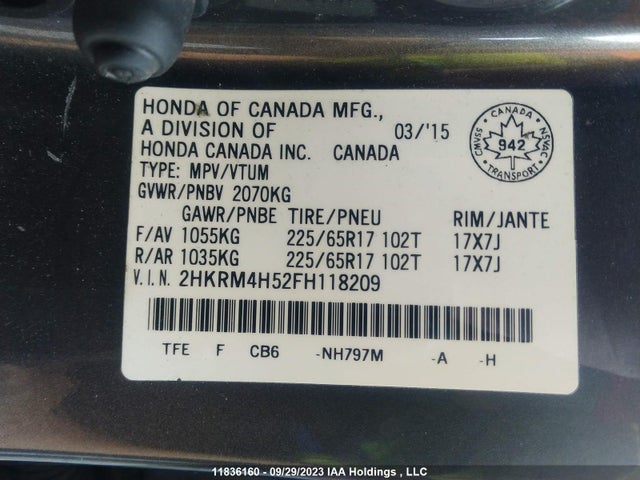 HONDA OF CANADA MFG.,
A DIVISION OF 03/'15
HONDA CANADA INC. CANADA
TYPE: MPV/VTUM
GVWR/PNBV 2070KG
GAWR/PNBE TIRE/PNEU RIM/JANTE
F/AV 1055KG 225/65R17 102T 17X7J
R/AR 1035KG 225/65R17 102T 17X7J
V.I.N. 2HKRM4H52FH118209
TFE F CB6 -NH797M -A -H
CANADA
CMVSS 942 NSVAC
TRANSPORT
11836160 - 09/29/2023 IAA Holdings , LLC